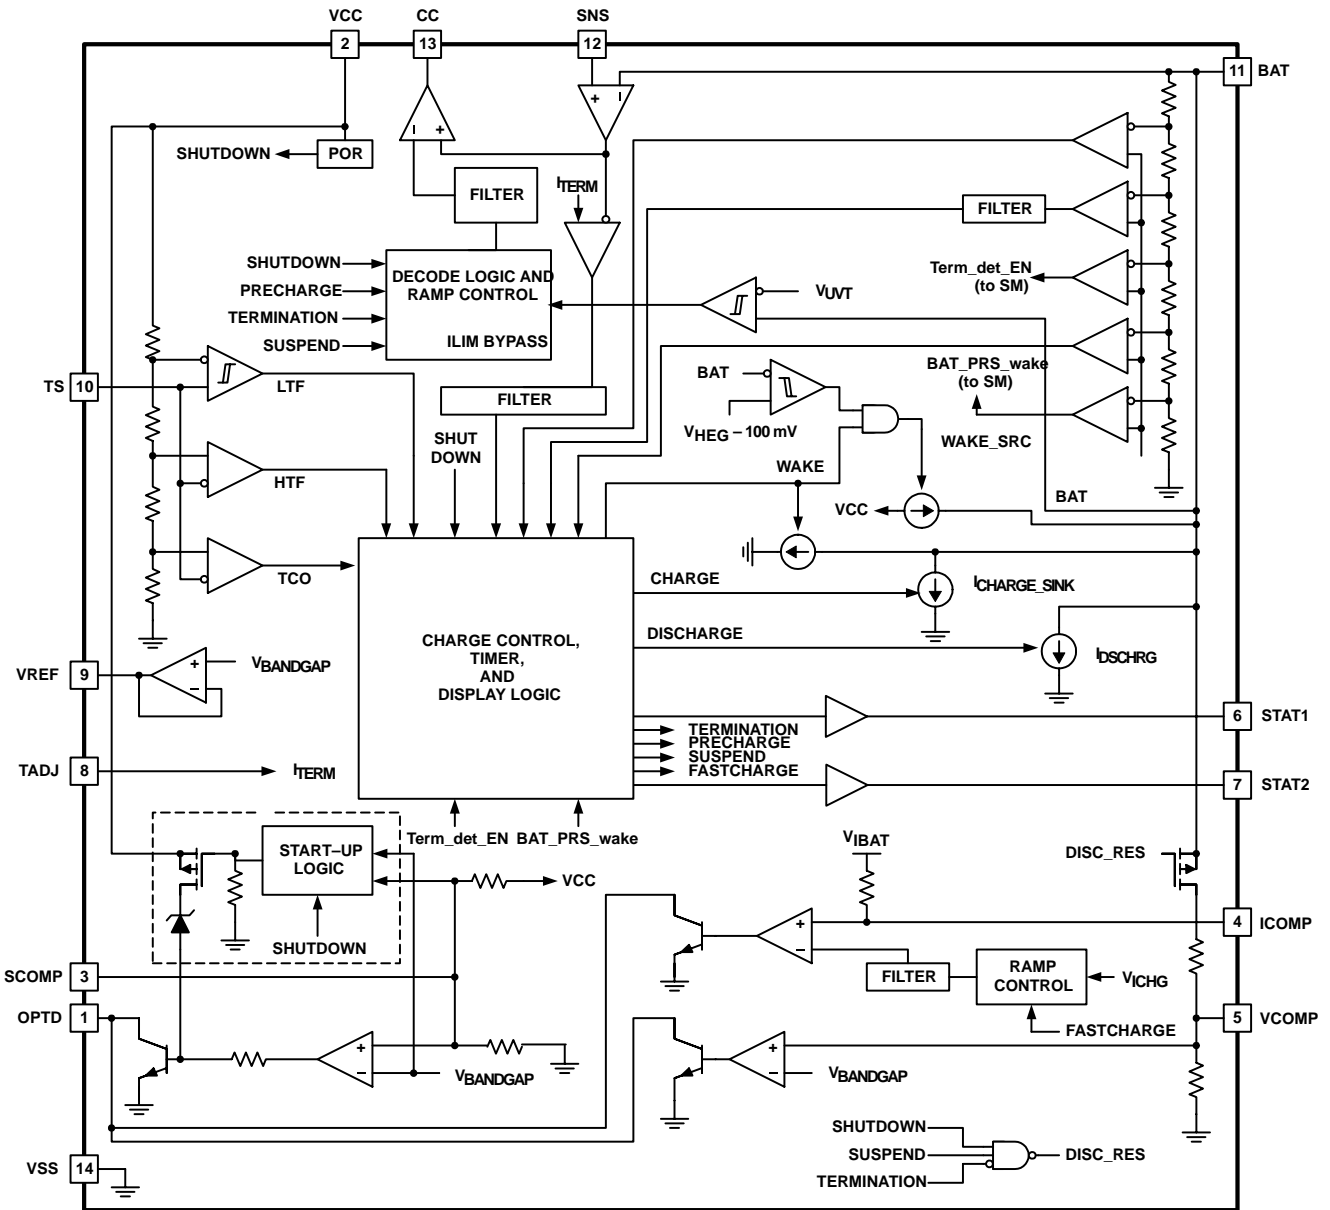 VCC CC SNS
2 13 12
11 BAT
+ –
– +
SHUTDOWN POR
FILTER
ITERM
FILTER
SHUTDOWN
DECODE LOGIC AND
RAMP CONTROL
PRECHARGE
TERMINATION
SUSPEND
ILIM BYPASS
VUVT
Term_det_EN
(to SM)
BAT_PRS_wake
(to SM)
WAKE_SRC
TS 10
LTF
FILTER
BAT
VHEG – 100 mV
SHUT
DOWN
HTF
WAKE
BAT
VCC
TCO
CHARGE
ICHARGE_SINK
CHARGE CONTROL,
TIMER,
AND
DISPLAY LOGIC
DISCHARGE
IDSCHRG
VREF 9
+
–
VBANDGAP
6 STAT1
TERMINATION
PRECHARGE
SUSPEND
FASTCHARGE
TADJ 8
ITERM
7 STAT2
Term_det_EN BAT_PRS_wake
START–UP
LOGIC
VCC
SHUTDOWN
VIBAT
DISC_RES
+
–
4 ICOMP
SCOMP 3
FILTER
RAMP
CONTROL
VICHG
FASTCHARGE
OPTD 1
5 VCOMP
+
–
VBANDGAP
+
–
VBANDGAP
SHUTDOWN
SUSPEND
TERMINATION
DISC_RES
VSS 14